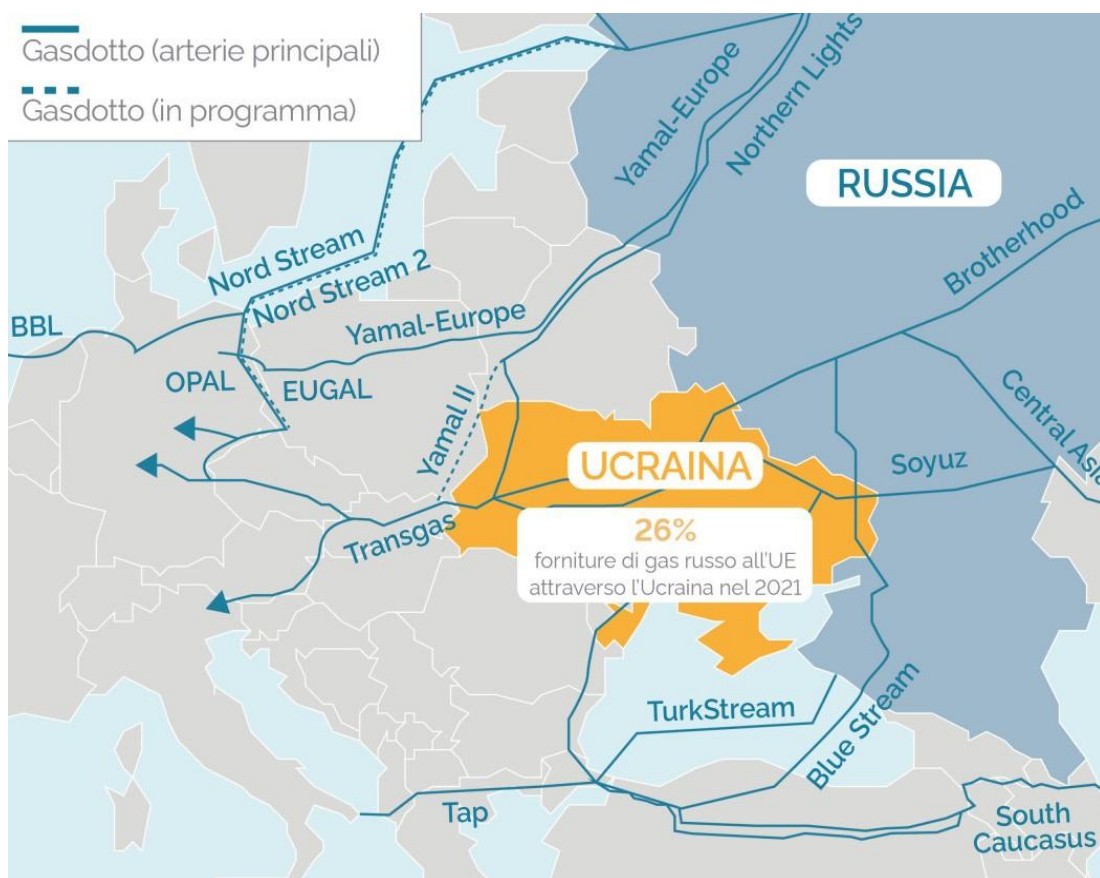 Gasdotto (arterie principali)
Gasdotto (in programma)
Yamal-Europe
Northern Lights
RUSSIA
Brotherhood
Nord Stream
Nord Stream 2
BBL
Yamal-Europe
OPAL
EUGAL
Central Asia
Yamal II
UCRAINA
Soyuz
26%
forniture di gas russo all'UE
attraverso l'Ucraina nel 2021
Transgas
TurkStream
Blue Stream
Tap
South
Caucasus